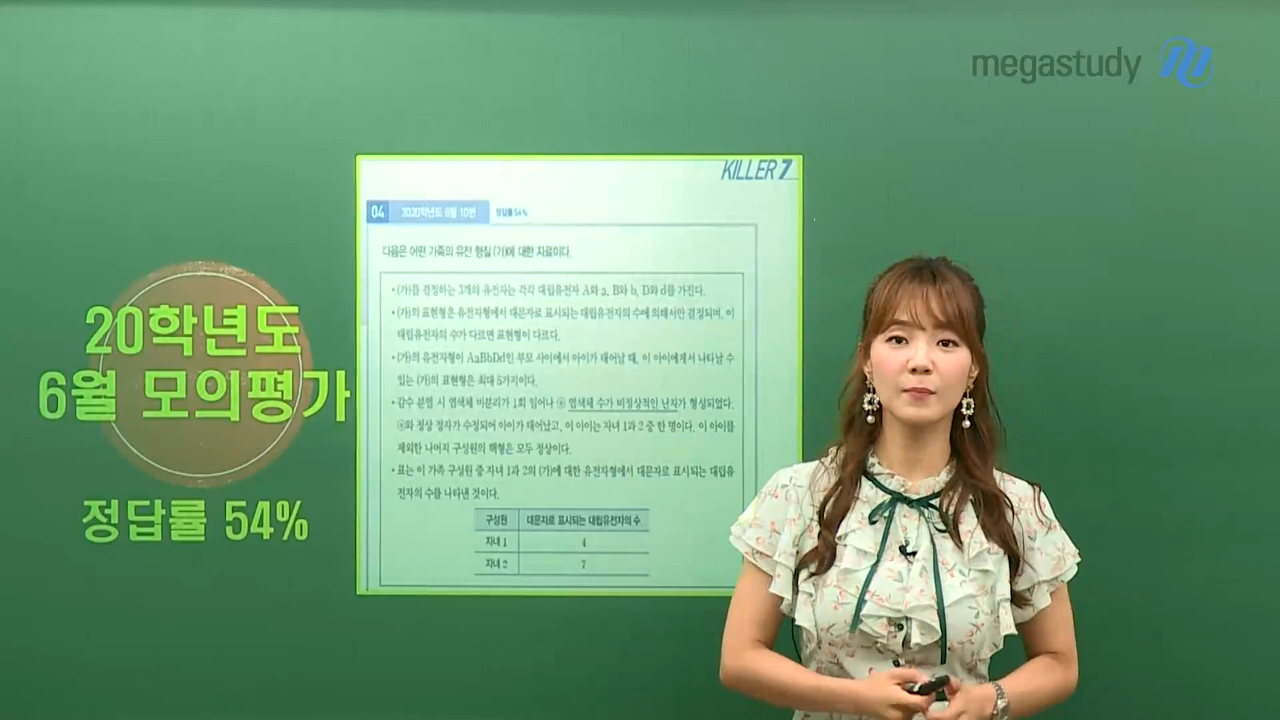 megastudy
KILLER 7
04 2020학년도 6월 10번 정답률 54%
다음은 어떤 가족의 유전 형질 (가)에 대한 자료이다.
• (가)를 결정하는 3개의 유전자는 각각 대립유전자 A와 a, B와 b, D와 d를 가진다.
• (가)의 표현형은 유전자형에서 대문자로 표시되는 대립유전자의 수에 의해서만 결정되며, 이
대립유전자의 수가 다르면 표현형이 다르다.
• (가)의 유전자형이 AaBbDd인 부모 사이에서 아이가 태어날 때, 이 아이에게서 나타날 수
있는 (가)의 표현형은 최대 5가지이다.
• 감수 분열 시 염색체 비분리가 1회 일어나 ⓐ 염색체 수가 비정상적인 난자가 형성되었다.
ⓐ와 정상 정자가 수정되어 아이가 태어났고, 이 아이는 자녀 1과 2 중 한 명이다. 이 아이를
제외한 나머지 구성원의 핵형은 모두 정상이다.
• 표는 이 가족 구성원 중 자녀 1과 2의 (가)에 대한 유전자형에서 대문자로 표시되는 대립유
전자의 수를 나타낸 것이다.
구성원 대문자로 표시되는 대립유전자의 수
자녀 1 4
자녀 2 7
20학년도
6월 모의평가
정답률 54%